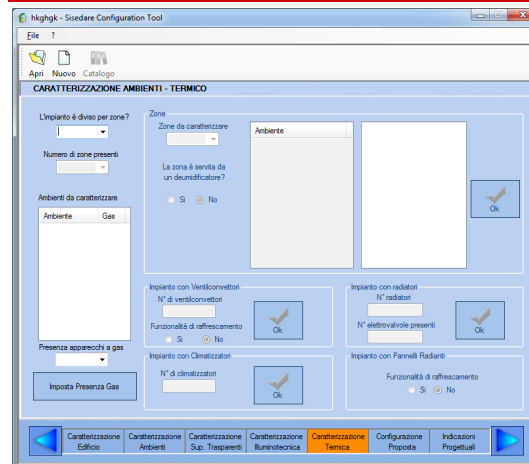 hkghgk - Sisedare Configuration Tool
File ?
Apri Nuovo Catalogo
CARATTERIZZAZIONE AMBIENTI - TERMICO
L'impianto è diviso per zone?
Numero di zone presenti
Ambienti da caratterizzare
Ambiente Gas
Presenza apparecchi a gas
Imposta Presenza Gas
Zone
Zone da caratterizzare
La zona è servita da
un deumidificatore?
Si No
Ambiente
Ok
Impianto con Ventilconvettori
N° di ventilconvettori
Funzionalità di raffrescamento
Si No
Ok
Impianto con radiatori
N° radiatori
N° elettrovalvole presenti
Ok
Impianto con Climatizzatori
N° di climatizzatori
Ok
Impianto con Pannelli Radianti
Funzionalità di raffrescamento
Si No
Caratterizzazione
Edificio
Caratterizzazione
Ambienti
Caratterizzazione
Sup. Trasparenti
Caratterizzazione
Illuminotecnica
Caratterizzazione
Termica
Configurazione
Proposta
Indicazioni
Progettuali